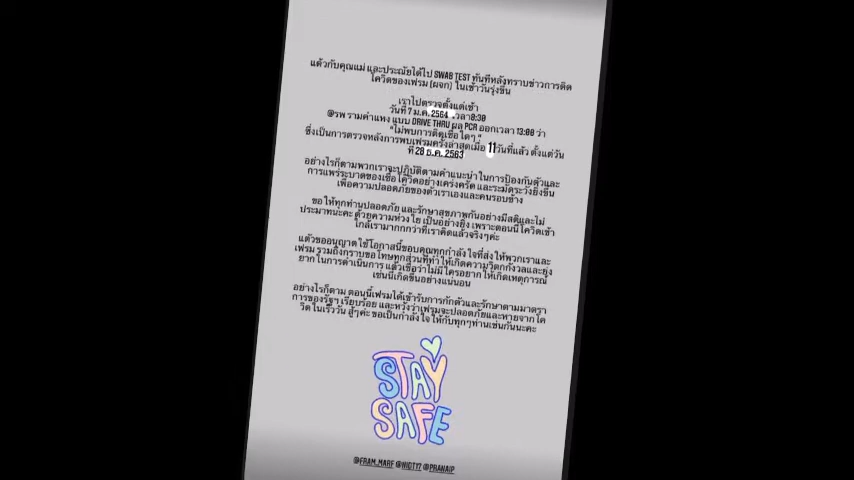 แต้วกับคุณแม่ และประณัยได้ไป SWAB TEST ทันทีหลังทราบข่าวการติด
โควิดของเฟรม (ผจก) ในเช้าวันรุ่งขึ้น
เราไปตรวจตั้งแต่เช้า
วันที่ 7 ม.ค. 2564 เวลา 8:30
@รพ รามคำแหง แบบ DRIVE THRU ผล PCR ออกเวลา 13:00 ว่า
"ไม่พบการติดเชื้อใดๆ"
ซึ่งเป็นการตรวจหลังการพบเฟรมครั้งล่าสุดเมื่อ 11 วันที่แล้ว ตั้งแต่วัน
ที่ 28 ธ.ค. 2563
อย่างไรก็ตามพวกเราจะปฏิบัติตามคำแนะนำในการป้องกันตัวและ
การแพร่ระบาดของเชื้อโควิดอย่างเคร่งครัด และระมัดระวังยิ่งขึ้น
เพื่อความปลอดภัยของตัวเราเองและคนรอบข้าง
ขอให้ทุกท่านปลอดภัย และรักษาสุขภาพกันอย่างมีสติและไม่
ประมาทนะคะ ด้วยความห่วงใย เป็นอย่างยิ่ง เพราะตอนนี้โควิดเข้า
ใกล้เรามากกกว่าที่เราคิดแล้วจริงๆค่ะ
แต้วขออนุญาตใช้โอกาสนี้ขอบคุณทุกกำลังใจที่ส่งให้พวกเราและ
เฟรม รวมถึงกราบขอโทษทุกส่วนที่ทำให้เกิดความวิตกกังวลและยุ่ง
ยากในการดำเนินการ แล้วเชื่อว่าไม่มีใครอยากให้เกิดเหตุการณ์
เช่นนี้เกิดขึ้นอย่างแน่นอน
อย่างไรก็ตาม ตอนนี้เฟรมได้เข้ารับการกักตัวและรักษาตามมาตรา
การของรัฐฯ เรียบร้อย และหวังว่าเฟรมจะปลอดภัยและหายจากโค
วิดในเร็ววัน สู้ๆค่ะ ขอเป็นกำลังใจให้กับทุกๆท่านเช่นกันนะคะ
STAY
SAFE
@FRAM_MARF @NIGTYZ @PRANAIP